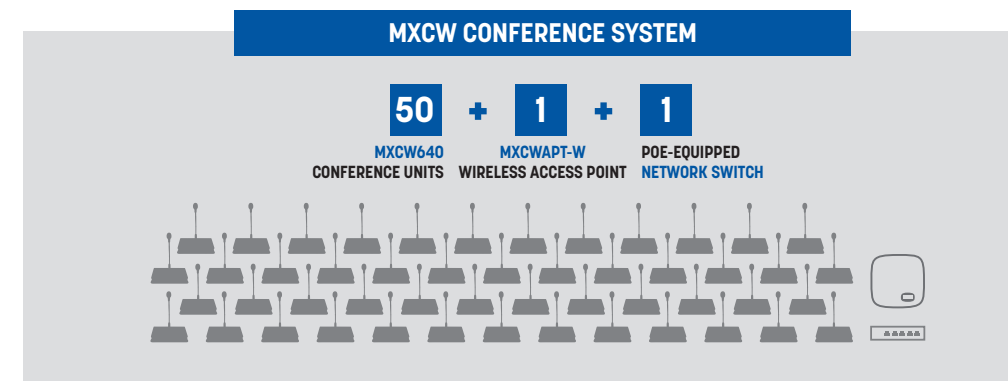 MXCW CONFERENCE SYSTEM
50 + 1 + 1
MXCW640 MXCWAPT-W POE-EQUIPPED
CONFERENCE UNITS WIRELESS ACCESS POINT NETWORK SWITCH